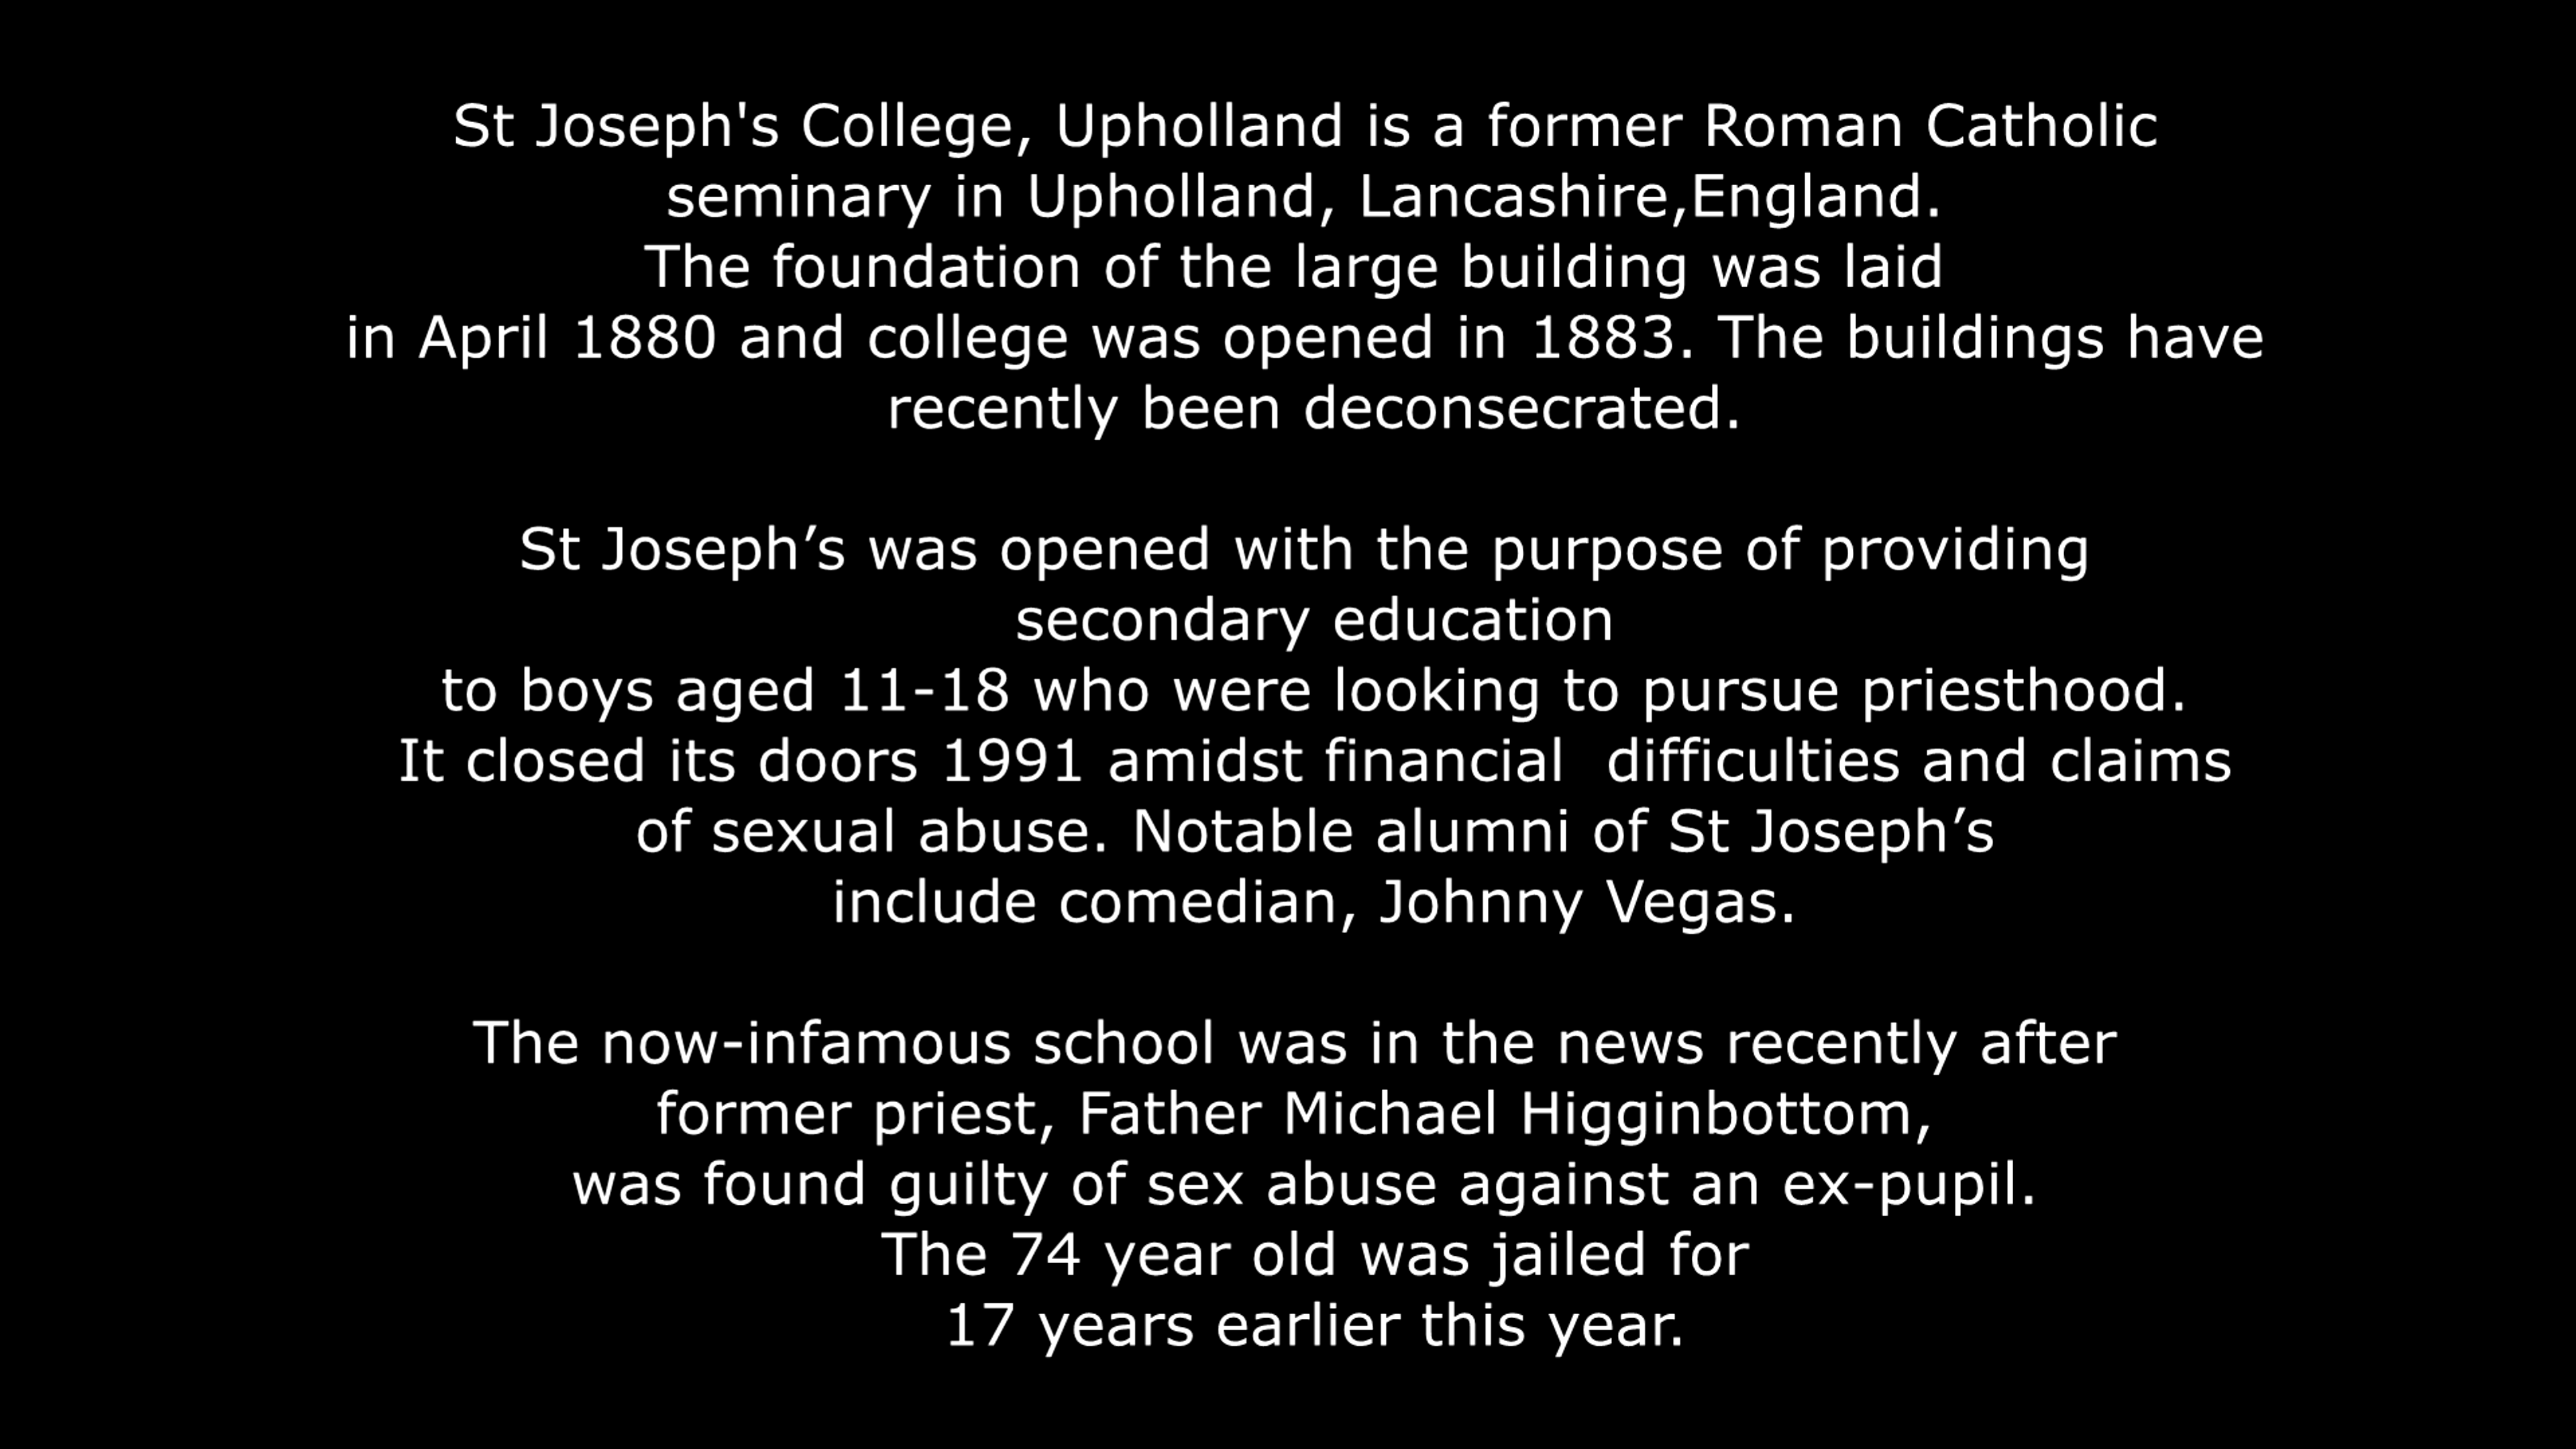 St Joseph's College, Upholland is a former Roman Catholic
seminary in Upholland, Lancashire,England.
The foundation of the large building was laid
in April 1880 and college was opened in 1883. The buildings have
recently been deconsecrated.
St Joseph’s was opened with the purpose of providing
secondary education
to boys aged 11-18 who were looking to pursue priesthood.
It closed its doors 1991 amidst financial  difficulties and claims
of sexual abuse. Notable alumni of St Joseph’s
include comedian, Johnny Vegas.
The now-infamous school was in the news recently after
former priest, Father Michael Higginbottom,
was found guilty of sex abuse against an ex-pupil.
The 74 year old was jailed for
17 years earlier this year.